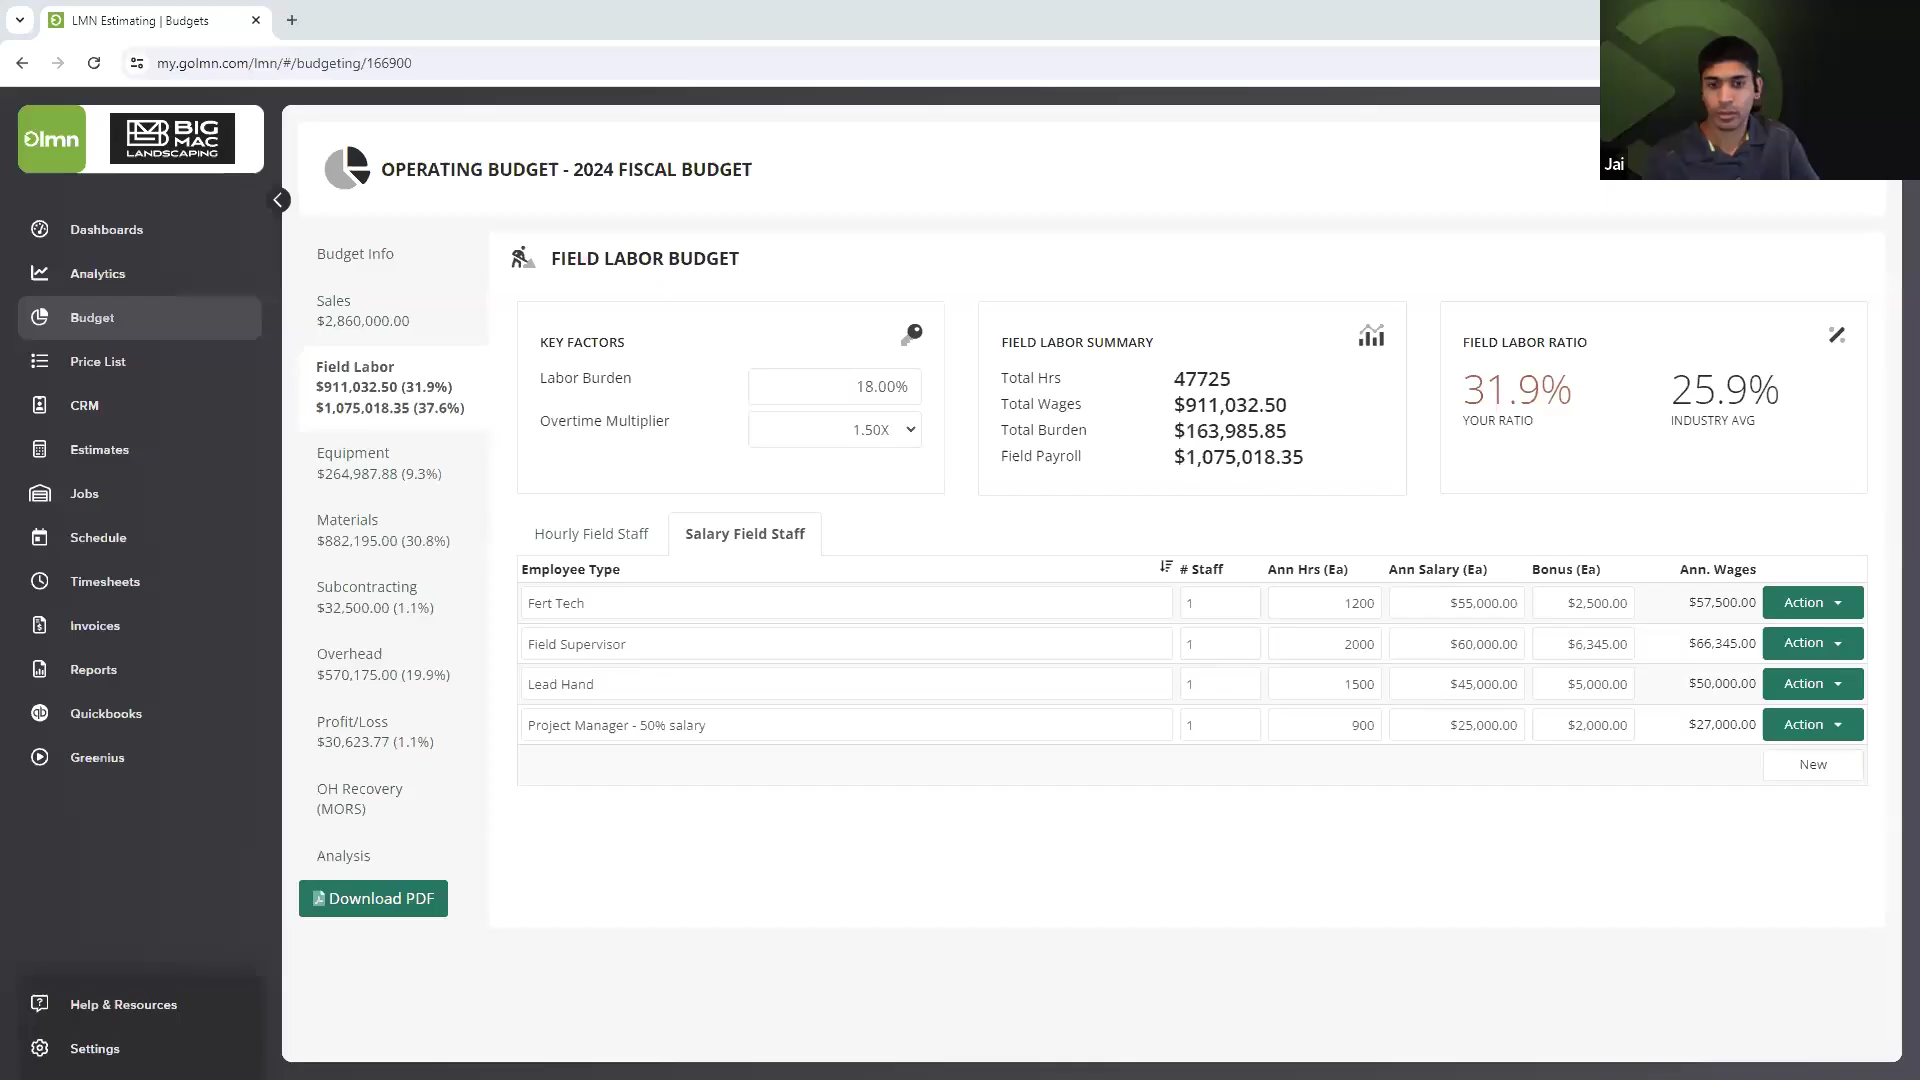 LMN Estimating | Budgets
my.golmn.com/lmn/#/budgeting/166900
Jai
lmn
BIG
MAC
LANDSCAPING
Dashboards
Analytics
Budget
Price List
CRM
Estimates
Jobs
Schedule
Timesheets
Invoices
Reports
Quickbooks
Greenius
Help & Resources
Settings
OPERATING BUDGET - 2024 FISCAL BUDGET
Budget Info
Sales
$2,860,000.00
Field Labor
$911,032.50 (31.9%)
$1,075,018.35 (37.6%)
Equipment
$264,987.88 (9.3%)
Materials
$882,195.00 (30.8%)
Subcontracting
$32,500.00 (1.1%)
Overhead
$570,175.00 (19.9%)
Profit/Loss
$30,623.77 (1.1%)
OH Recovery
(MORS)
Analysis
Download PDF
FIELD LABOR BUDGET
KEY FACTORS
Labor Burden 18.00%
Overtime Multiplier 1.50X
FIELD LABOR SUMMARY
Total Hrs 47725
Total Wages $911,032.50
Total Burden $163,985.85
Field Payroll $1,075,018.35
FIELD LABOR RATIO
31.9% 25.9%
YOUR RATIO INDUSTRY AVG
Hourly Field Staff Salary Field Staff
Employee Type # Staff Ann Hrs (Ea) Ann Salary (Ea) Bonus (Ea) Ann. Wages
Fert Tech 1 1200 $55,000.00 $2,500.00 $57,500.00 Action
Field Supervisor 1 2000 $60,000.00 $6,345.00 $66,345.00 Action
Lead Hand 1 1500 $45,000.00 $5,000.00 $50,000.00 Action
Project Manager - 50% salary 1 900 $25,000.00 $2,000.00 $27,000.00 Action
New